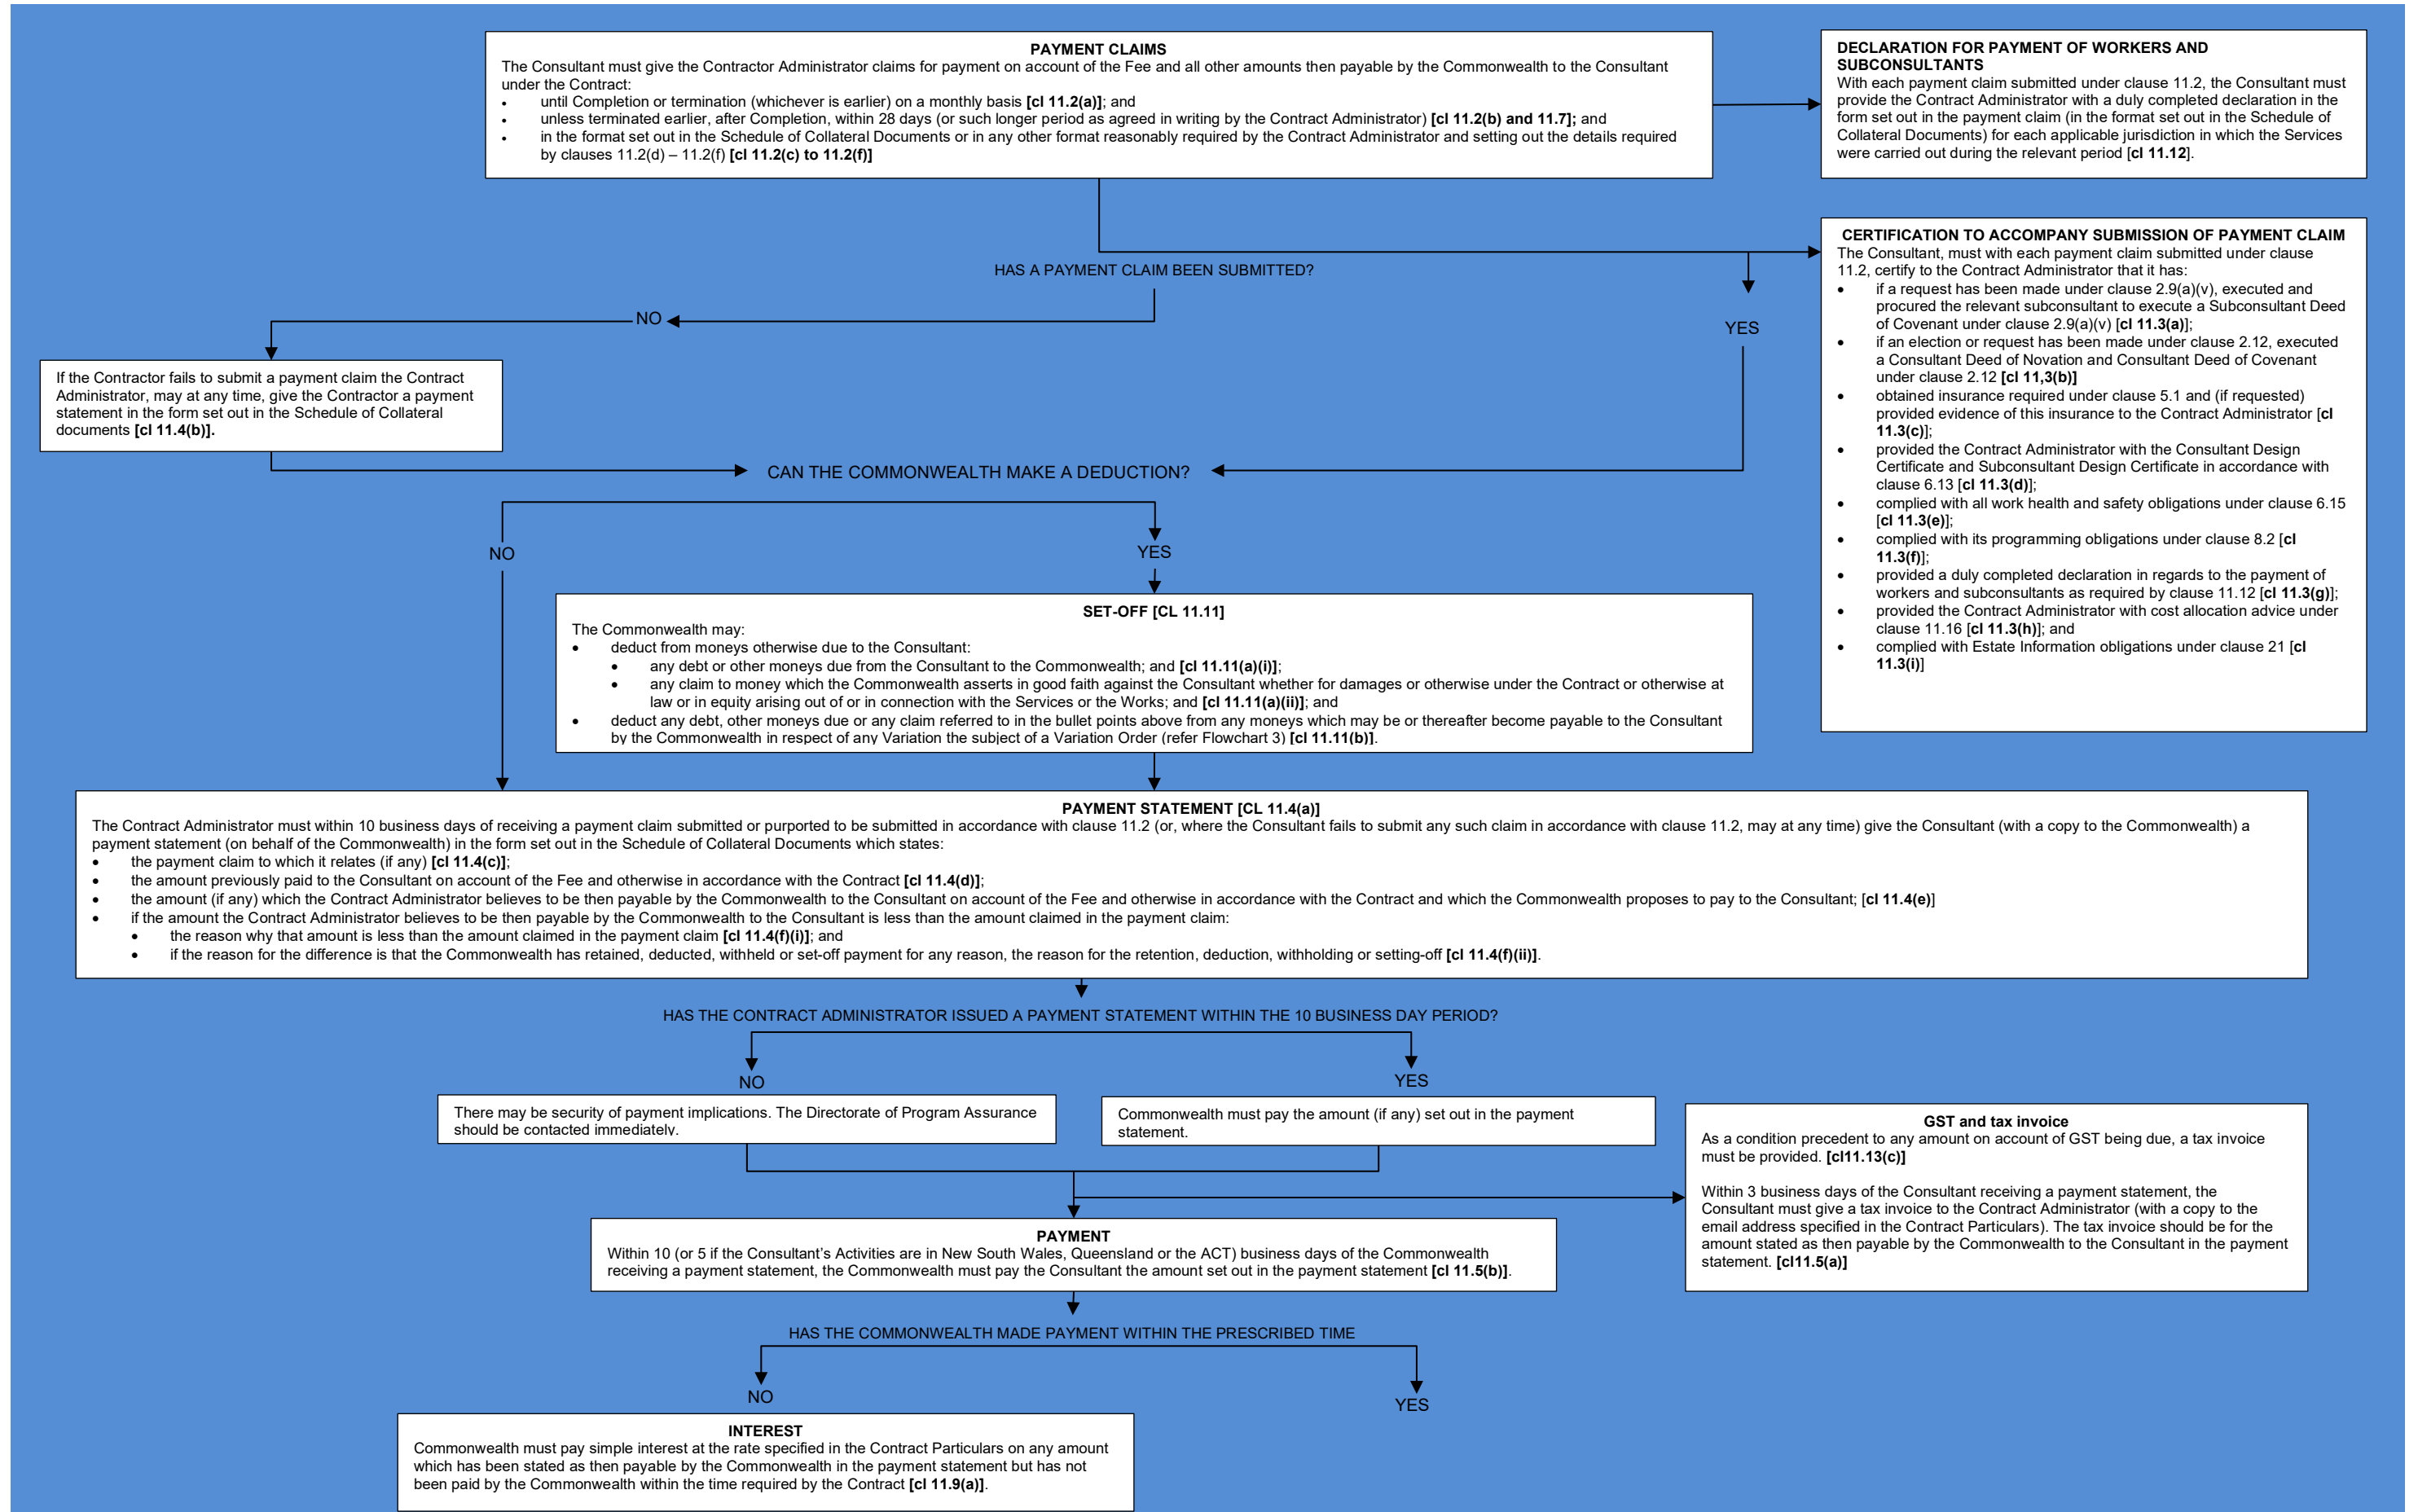 PAYMENT CLAIMS
The Consultant must give the Contractor Administrator claims for payment on account of the Fee and all other amounts then payable by the Commonwealth to the Consultant
under the Contract:
• until Completion or termination (whichever is earlier) on a monthly basis [cl 11.2(a)]; and
• unless terminated earlier, after Completion, within 28 days (or such longer period as agreed in writing by the Contract Administrator) [cl 11.2(b) and 11.7]; and
• in the format set out in the Schedule of Collateral Documents or in any other format reasonably required by the Contract Administrator and setting out the details required
by clauses 11.2(d) – 11.2(f) [cl 11.2(c) to 11.2(f)]
DECLARATION FOR PAYMENT OF WORKERS AND
SUBCONSULTANTS
With each payment claim submitted under clause 11.2, the Consultant must
provide the Contract Administrator with a duly completed declaration in the
form set out in the payment claim (in the format set out in the Schedule of
Collateral Documents) for each applicable jurisdiction in which the Services
were carried out during the relevant period [cl 11.12].
CERTIFICATION TO ACCOMPANY SUBMISSION OF PAYMENT CLAIM
The Consultant, must with each payment claim submitted under clause
11.2, certify to the Contract Administrator that it has:
• if a request has been made under clause 2.9(a)(v), executed and
procured the relevant subconsultant to execute a Subconsultant Deed
of Covenant under clause 2.9(a)(v) [cl 11.3(a)];
• if an election or request has been made under clause 2.12, executed
a Consultant Deed of Novation and Consultant Deed of Covenant
under clause 2.12 [cl 11,3(b)]
• obtained insurance required under clause 5.1 and (if requested)
provided evidence of this insurance to the Contract Administrator [cl
11.3(c)];
• provided the Contract Administrator with the Consultant Design
Certificate and Subconsultant Design Certificate in accordance with
clause 6.13 [cl 11.3(d)];
• complied with all work health and safety obligations under clause 6.15
[cl 11.3(e)];
• complied with its programming obligations under clause 8.2 [cl
11.3(f)];
• provided a duly completed declaration in regards to the payment of
workers and subconsultants as required by clause 11.12 [cl 11.3(g)];
• provided the Contract Administrator with cost allocation advice under
clause 11.16 [cl 11.3(h)]; and
• complied with Estate Information obligations under clause 21 [cl
11.3(i)]
HAS A PAYMENT CLAIM BEEN SUBMITTED?
NO
YES
If the Contractor fails to submit a payment claim the Contract
Administrator, may at any time, give the Contractor a payment
statement in the form set out in the Schedule of Collateral
documents [cl 11.4(b)].
CAN THE COMMONWEALTH MAKE A DEDUCTION?
NO
YES
SET-OFF [CL 11.11]
The Commonwealth may:
• deduct from moneys otherwise due to the Consultant:
• any debt or other moneys due from the Consultant to the Commonwealth; and [cl 11.11(a)(i)];
• any claim to money which the Commonwealth asserts in good faith against the Consultant whether for damages or otherwise under the Contract or otherwise at
law or in equity arising out of or in connection with the Services or the Works; and [cl 11.11(a)(ii)]; and
• deduct any debt, other moneys due or any claim referred to in the bullet points above from any moneys which may be or thereafter become payable to the Consultant
by the Commonwealth in respect of any Variation the subject of a Variation Order (refer Flowchart 3) [cl 11.11(b)].
PAYMENT STATEMENT [CL 11.4(a)]
The Contract Administrator must within 10 business days of receiving a payment claim submitted or purported to be submitted in accordance with clause 11.2 (or, where the Consultant fails to submit any such claim in accordance with clause 11.2, may at any time) give the Consultant (with a copy to the Commonwealth) a
payment statement (on behalf of the Commonwealth) in the form set out in the Schedule of Collateral Documents which states:
• the payment claim to which it relates (if any) [cl 11.4(c)];
• the amount previously paid to the Consultant on account of the Fee and otherwise in accordance with the Contract [cl 11.4(d)];
• the amount (if any) which the Contract Administrator believes to be then payable by the Commonwealth to the Consultant on account of the Fee and otherwise in accordance with the Contract and which the Commonwealth proposes to pay to the Consultant; [cl 11.4(e)]
• if the amount the Contract Administrator believes to be then payable by the Commonwealth to the Consultant is less than the amount claimed in the payment claim:
• the reason why that amount is less than the amount claimed in the payment claim [cl 11.4(f)(i)]; and
• if the reason for the difference is that the Commonwealth has retained, deducted, withheld or set-off payment for any reason, the reason for the retention, deduction, withholding or setting-off [cl 11.4(f)(ii)].
HAS THE CONTRACT ADMINISTRATOR ISSUED A PAYMENT STATEMENT WITHIN THE 10 BUSINESS DAY PERIOD?
NO
YES
There may be security of payment implications. The Directorate of Program Assurance
should be contacted immediately.
Commonwealth must pay the amount (if any) set out in the payment
statement.
GST and tax invoice
As a condition precedent to any amount on account of GST being due, a tax invoice
must be provided. [cl11.13(c)]
Within 3 business days of the Consultant receiving a payment statement, the
Consultant must give a tax invoice to the Contract Administrator (with a copy to the
email address specified in the Contract Particulars). The tax invoice should be for the
amount stated as then payable by the Commonwealth to the Consultant in the payment
statement. [cl11.5(a)]
PAYMENT
Within 10 (or 5 if the Consultant's Activities are in New South Wales, Queensland or the ACT) business days of the Commonwealth
receiving a payment statement, the Commonwealth must pay the Consultant the amount set out in the payment statement [cl 11.5(b)].
HAS THE COMMONWEALTH MADE PAYMENT WITHIN THE PRESCRIBED TIME
NO
YES
INTEREST
Commonwealth must pay simple interest at the rate specified in the Contract Particulars on any amount
which has been stated as then payable by the Commonwealth in the payment statement but has not
been paid by the Commonwealth within the time required by the Contract [cl 11.9(a)].